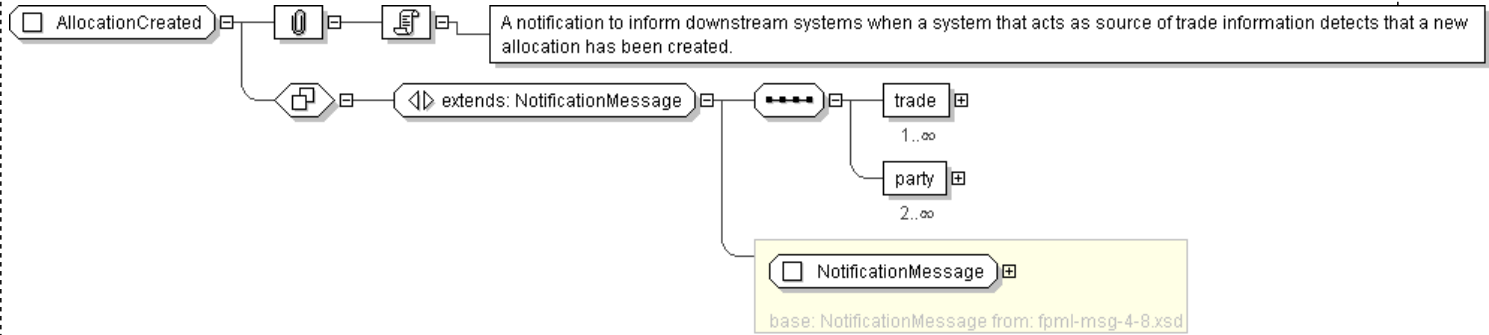 AllocationCreated
A notification to inform downstream systems when a system that acts as source of trade information detects that a new
allocation has been created.
extends: NotificationMessage
trade
1..∞
party
2..∞
NotificationMessage
base: NotificationMessage from: fpml-msg-4-8.xsd